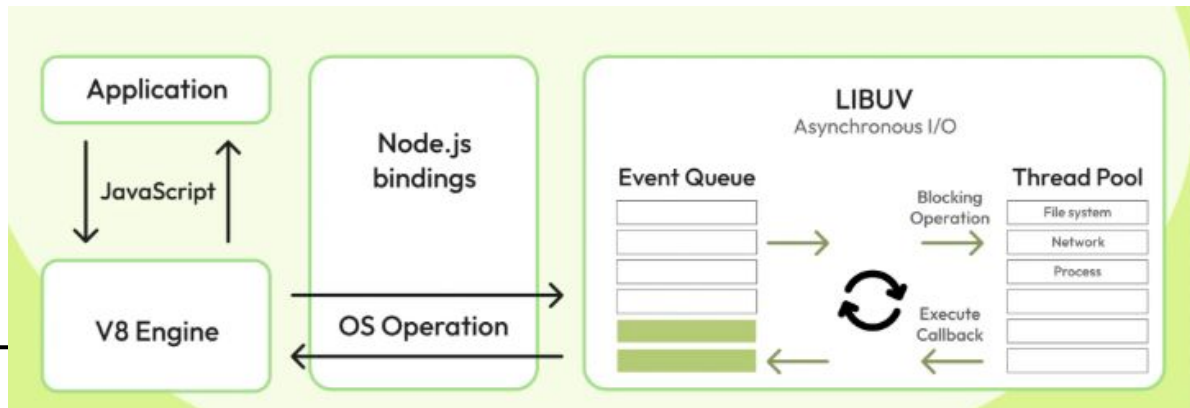 Application
JavaScript
V8 Engine
Node.js
bindings
OS Operation
LIBUV
Asynchronous I/O
Event Queue
Blocking
Operation
Execute
Callback
Thread Pool
File system
Network
Process